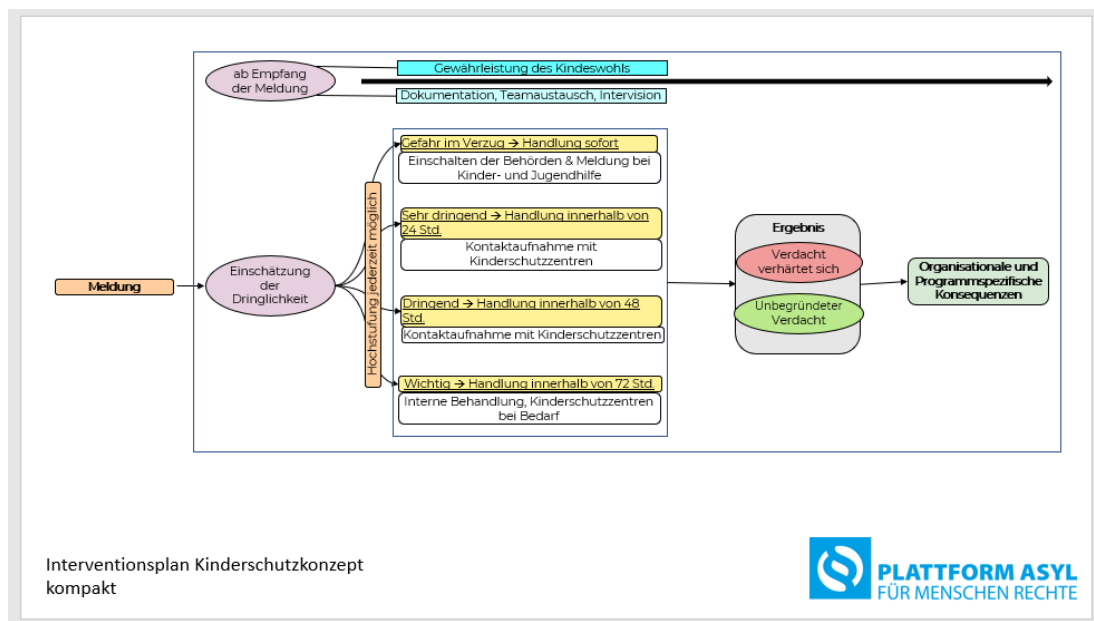 ab Empfang
der Meldung
Gewährleistung des Kindeswohls
Dokumentation, Teamaustausch, Intervision
Meldung
Einschätzung
der
Dringlichkeit
Hochstufung jederzeit möglich
Gefahr im Verzug → Handlung sofort
Einschalten der Behörden & Meldung bei
Kinder- und Jugendhilfe
Sehr dringend → Handlung innerhalb von
24 Std.
Kontaktaufnahme mit
Kinderschutzzentren
Dringend → Handlung innerhalb von 48
Std.
Kontaktaufnahme mit Kinderschutzzentren
Wichtig → Handlung innerhalb von 72 Std.
Interne Behandlung, Kinderschutzzentren
bei Bedarf
Ergebnis
Verdacht
verhärtet sich
Unbegründeter
Verdacht
Organisationale und
Programmspezifische
Konsequenzen
Interventionsplan Kinderschutzkonzept
kompakt
PLATTFORM ASYL
FÜR MENSCHEN RECHTE